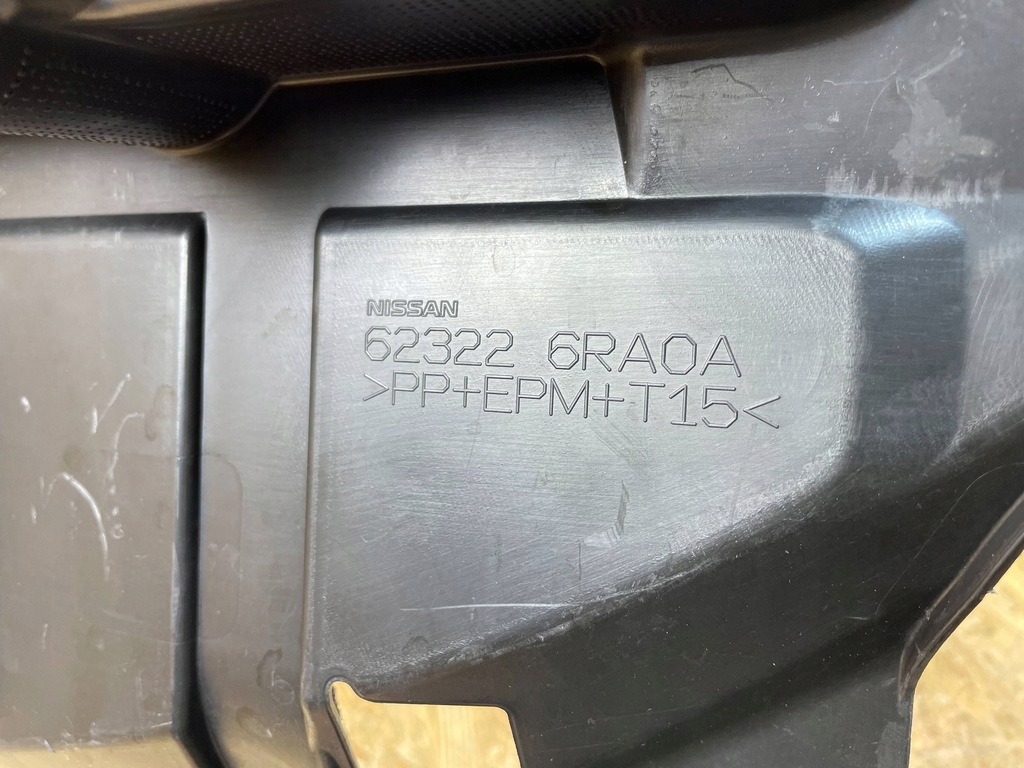 NISSAN
62322 6RA0A
>PP+EPM+T15<